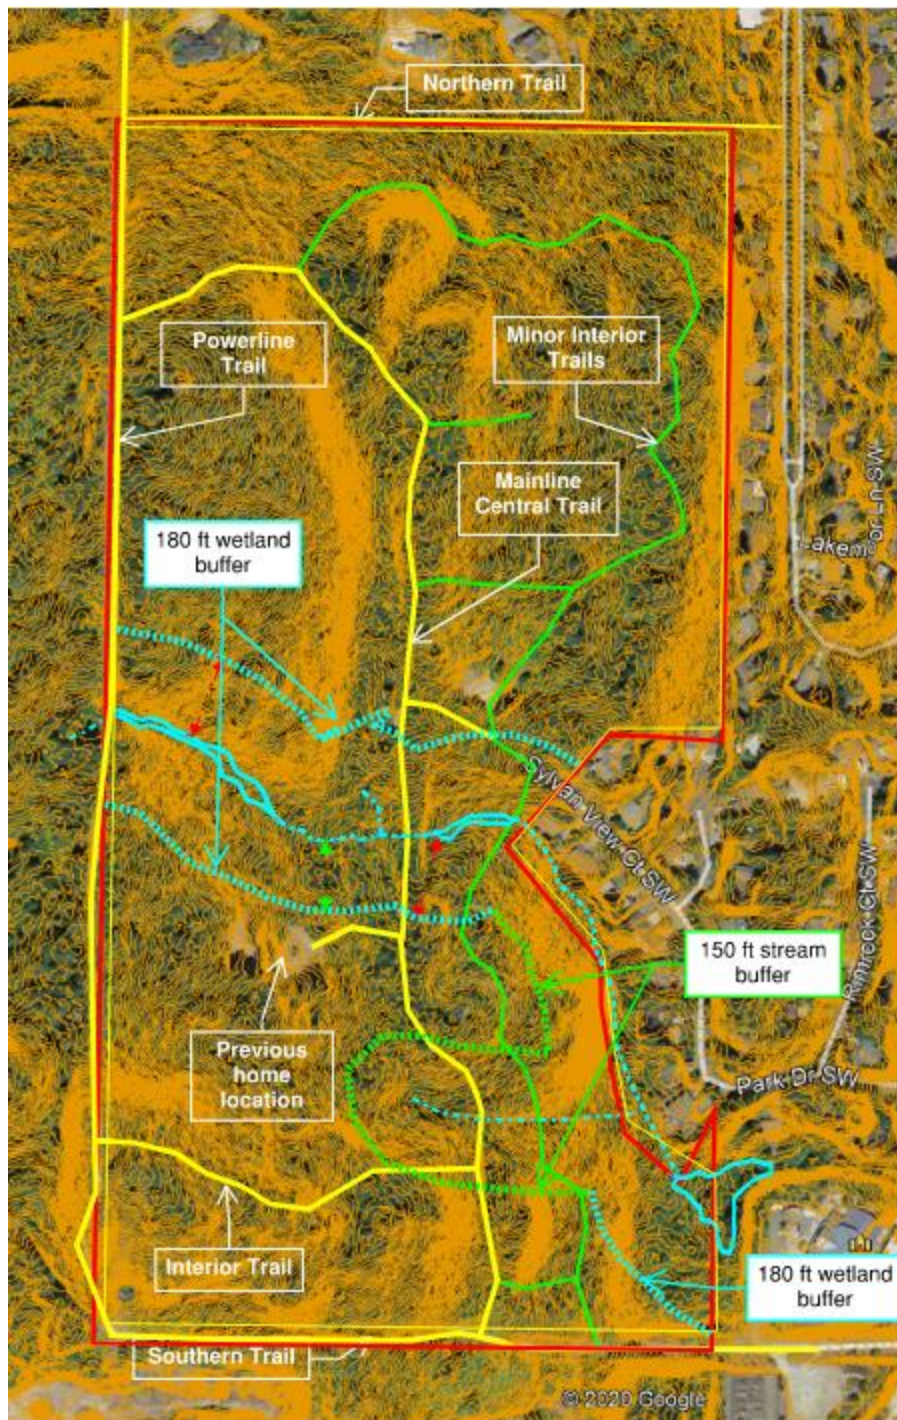 Northern Trail
Powerline
Trail
Minor Interior
Trails
Mainline
Central Trail
180 ft wetland
buffer
Sylvan View Ct SW
150 ft stream
buffer
Rimrock Ct SW
Previous
home
location
Park Dr SW
Interior Trail
180 ft wetland
buffer
Southern Trail
© 2020 Google